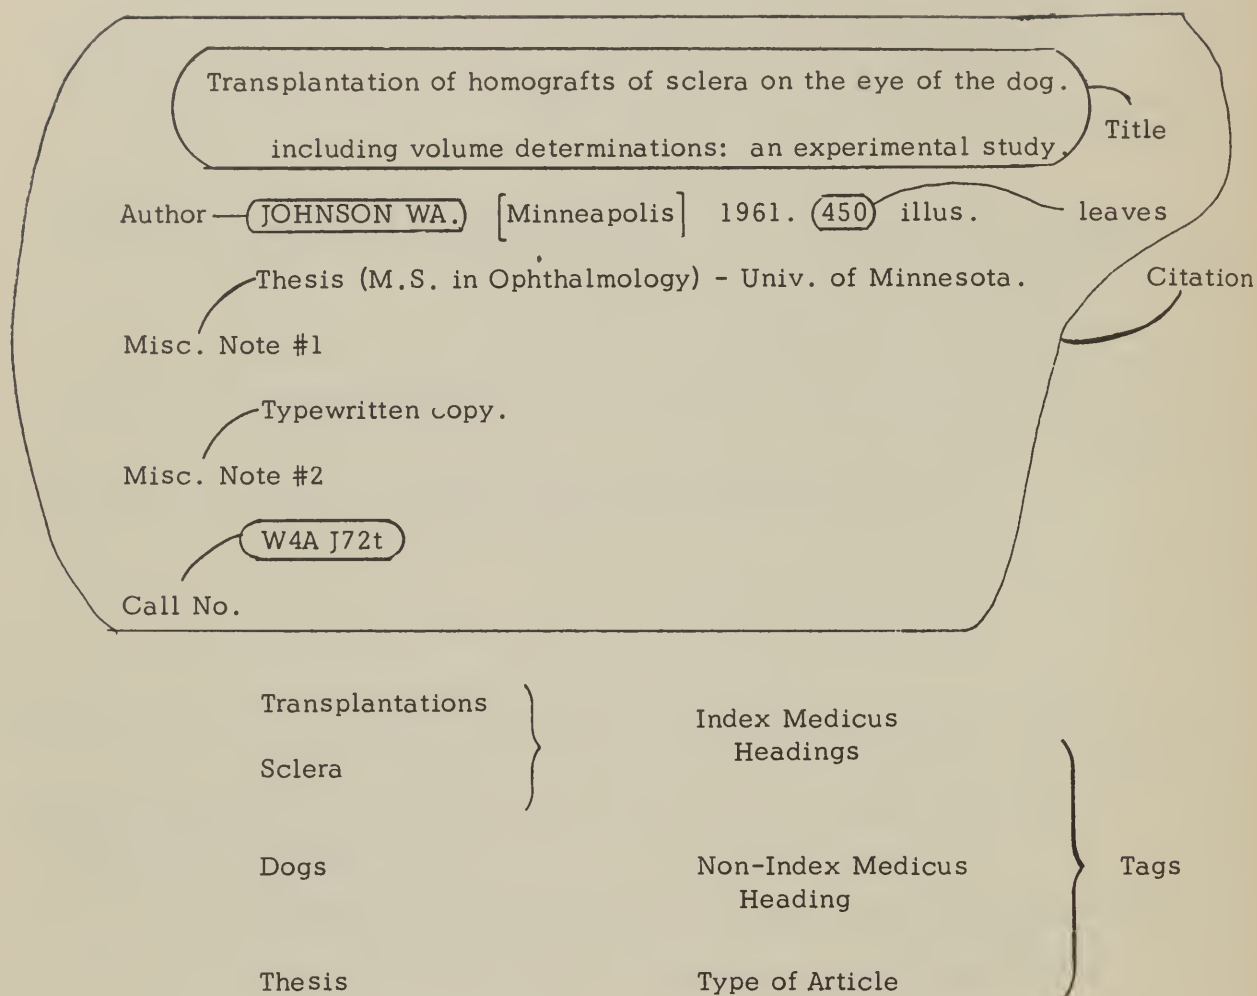 Transplantation of homografts of sclera on the eye of the dog.
including volume determinations: an experimental study.
Title
Author JOHNSON WA. [Minneapolis] 1961. 450 illus. leaves
Thesis (M.S. in Ophthalmology) - Univ. of Minnesota.
Citation
Misc. Note #1
Typewritten copy.
Misc. Note #2
W4A J72t
Call No.
Transplantations
Index Medicus
Headings
Sclera
Dogs
Non-Index Medicus
Heading
Tags
Thesis
Type of Article